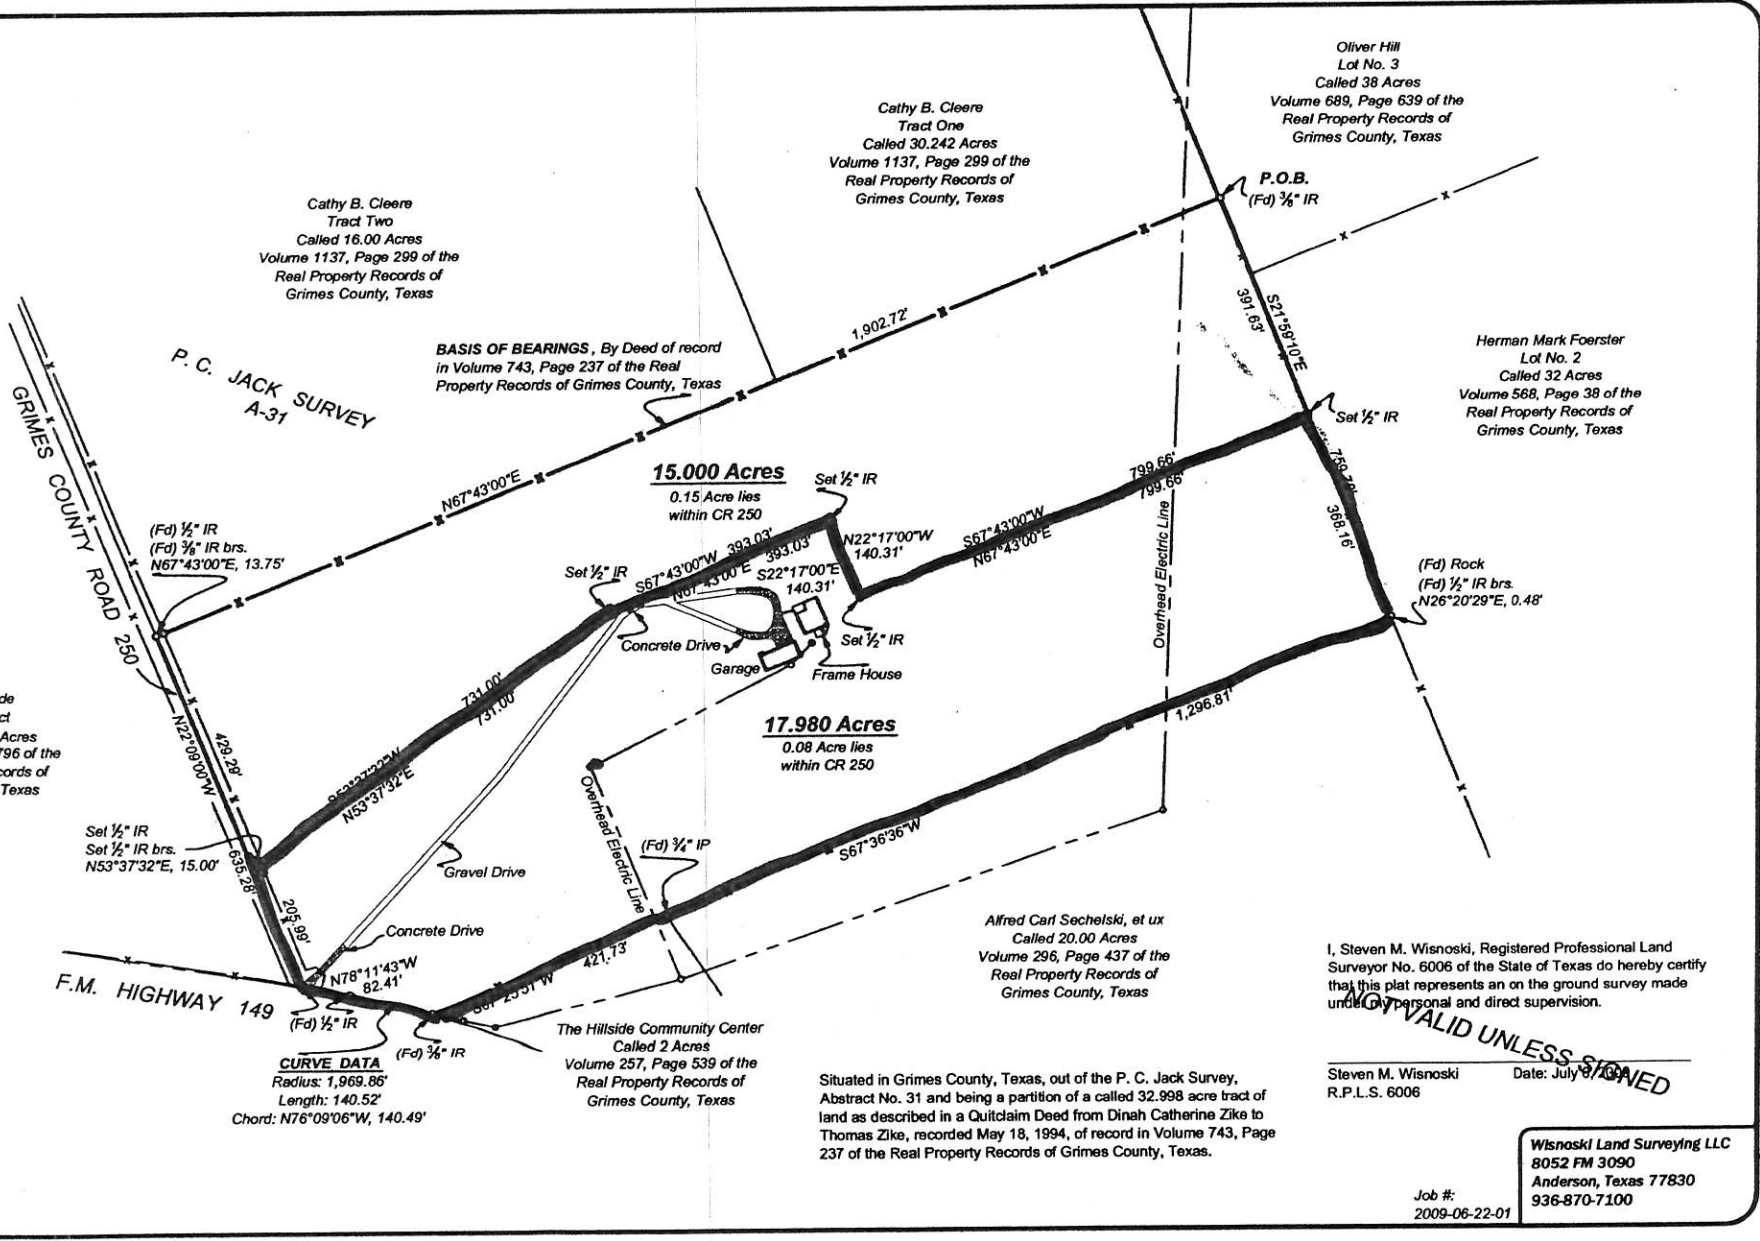 Oliver Hill
Lot No. 3
Called 38 Acres
Volume 689, Page 639 of the
Real Property Records of
Grimes County, Texas
Cathy B. Cleere
Tract One
Called 30.242 Acres
Volume 1137, Page 299 of the
Real Property Records of
Grimes County, Texas
P.O.B.
(Fd) ⅜" IR
Cathy B. Cleere
Tract Two
Called 16.00 Acres
Volume 1137, Page 299 of the
Real Property Records of
Grimes County, Texas
1,902.72'
S21°59'10"E
391.63'
BASIS OF BEARINGS, By Deed of record
in Volume 743, Page 237 of the Real
Property Records of Grimes County, Texas
P. C. JACK SURVEY
A-31
Herman Mark Foerster
Lot No. 2
Called 32 Acres
Volume 568, Page 38 of the
Real Property Records of
Grimes County, Texas
Set ½" IR
GRIMES COUNTY ROAD 250
N67°43'00"E
15.000 Acres
0.15 Acre lies
within CR 250
Set ½" IR
799.66'
799.66'
368.16'
(Fd) ½" IR
(Fd) ⅜" IR brs.
N67°43'00"E, 13.75'
S67°43'00"W 393.03'
N67°43'00"E 393.03'
N22°17'00"W
140.31'
S67°43'00"W
N67°43'00"E
Set ½" IR
S22°17'00"E
140.31'
(Fd) Rock
(Fd) ½" IR brs.
N26°20'29"E, 0.48'
Overhead Electric Line
Concrete Drive
Set ½" IR
Garage
Frame House
731.00'
731.00'
de
ct
Acres
796 of the
cords of
Texas
N22°09'00"W
429.29'
17.980 Acres
0.08 Acre lies
within CR 250
1,296.81'
N53°37'32"E
Overhead Electric Line
Set ½" IR
Set ½" IR brs.
N53°37'32"E, 15.00'
635.28'
(Fd) ¾" IP
S67°36'36"W
Gravel Drive
205.99'
Concrete Drive
N78°11'43"W
82.41'
421.73'
F.M. HIGHWAY 149
(Fd) ½" IR
(Fd) ⅜" IR
CURVE DATA
Radius: 1,969.86'
Length: 140.52'
Chord: N76°09'06"W, 140.49'
The Hillside Community Center
Called 2 Acres
Volume 257, Page 539 of the
Real Property Records of
Grimes County, Texas
Alfred Carl Sechelski, et ux
Called 20.00 Acres
Volume 296, Page 437 of the
Real Property Records of
Grimes County, Texas
I, Steven M. Wisnoski, Registered Professional Land
Surveyor No. 6006 of the State of Texas do hereby certify
that this plat represents an on the ground survey made
under my personal and direct supervision.
NOT VALID UNLESS SIGNED
Steven M. Wisnoski
Date: July
R.P.L.S. 6006
Situated in Grimes County, Texas, out of the P. C. Jack Survey,
Abstract No. 31 and being a partition of a called 32.998 acre tract of
land as described in a Quitclaim Deed from Dinah Catherine Zike to
Thomas Zike, recorded May 18, 1994, of record in Volume 743, Page
237 of the Real Property Records of Grimes County, Texas.
Wisnoski Land Surveying LLC
8052 FM 3090
Anderson, Texas 77830
936-870-7100
Job #:
2009-06-22-01